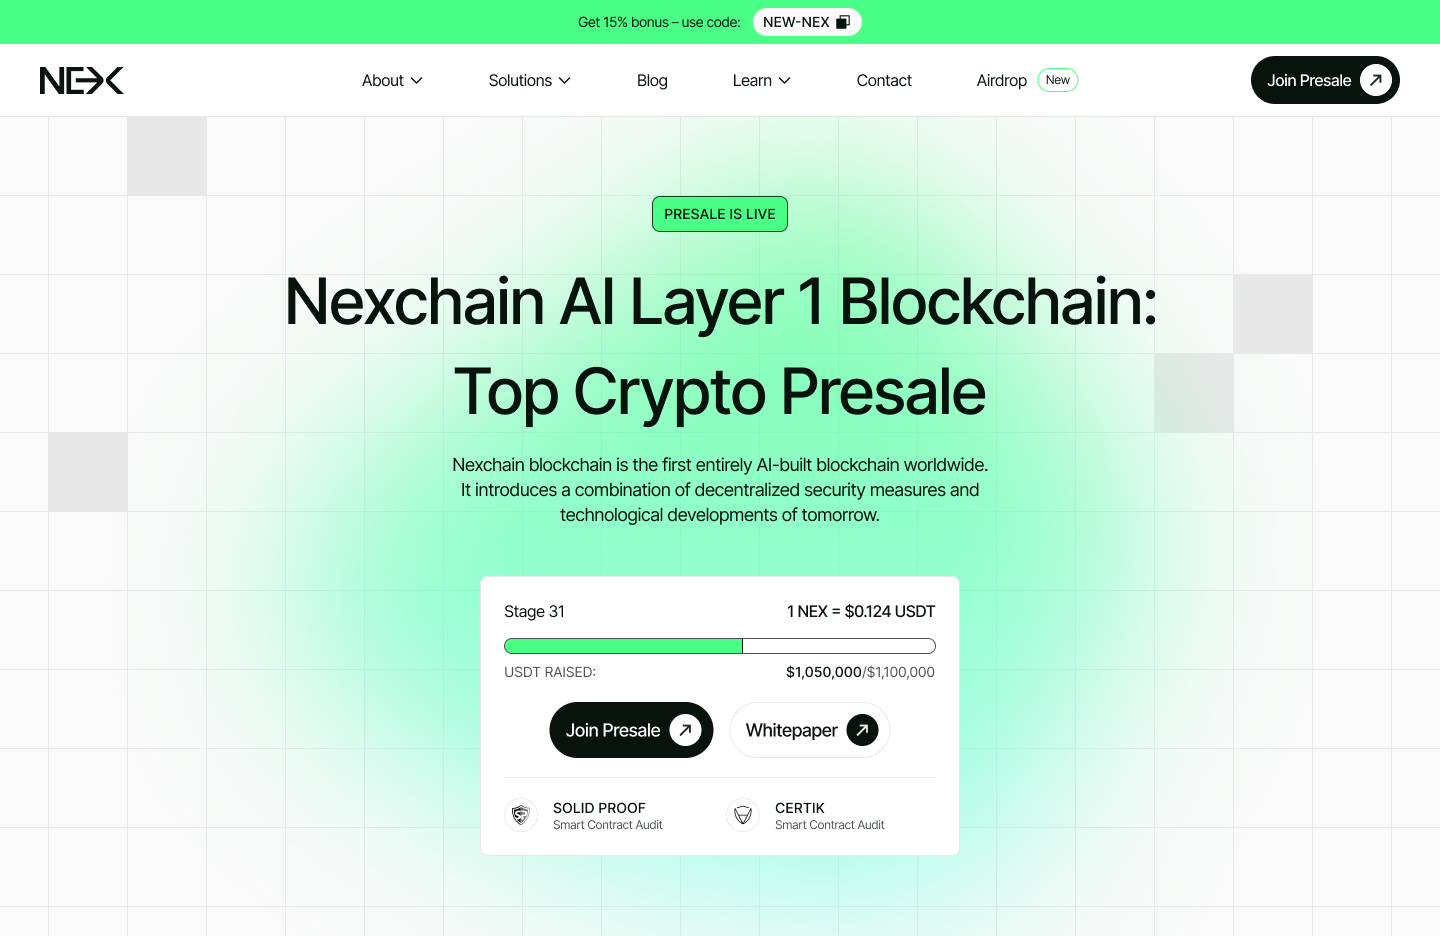 Get 15% bonus – use code: NEW-NEX
NEX
About
Solutions
Blog
Learn
Contact
Airdrop
New
Join Presale
PRESALE IS LIVE
Nexchain AI Layer 1 Blockchain:
Top Crypto Presale
Nexchain blockchain is the first entirely AI-built blockchain worldwide.
It introduces a combination of decentralized security measures and
technological developments of tomorrow.
Stage 31
1 NEX = $0.124 USDT
USDT RAISED:
$1,050,000/$1,100,000
Join Presale
Whitepaper
SOLID PROOF
Smart Contract Audit
CERTIK
Smart Contract Audit